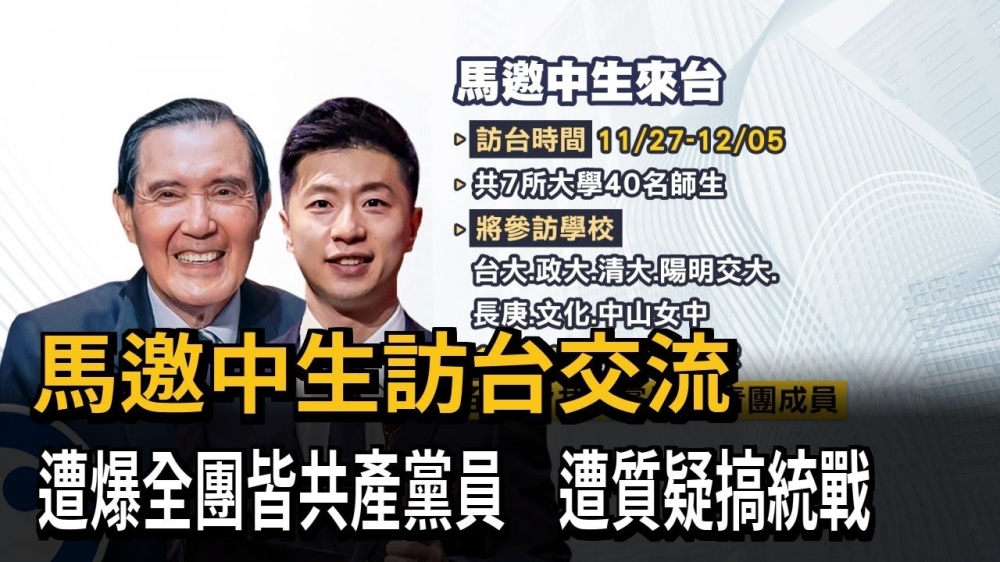 馬邀中生來台
訪台時間 11/27-12/05
共7所大學40名師生
將參訪學校
台大.政大.清大.陽明交大.
長庚.文化.中山女中
團成員
馬邀中生訪台交流
遭爆全團皆共產黨員 遭質疑搞統戰